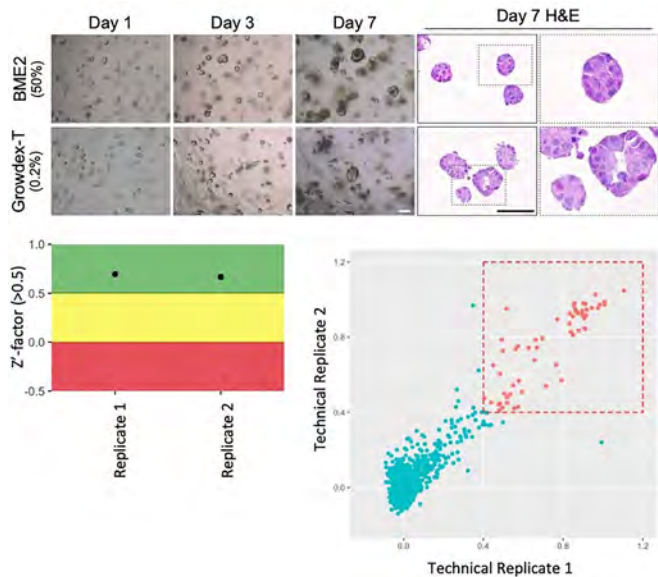 Day 1 Day 3 Day 7 Day 7 H&E
BME2
(50%)
Growdex-T
(0.2%)
1.0
0.5
0.0
-0.5
Z'-factor (>0.5)
Replicate 1
Replicate 2
1.2
0.8
0.4
0.0
Technical Replicate 2
0.0 0.4 0.8 1.2
Technical Replicate 1